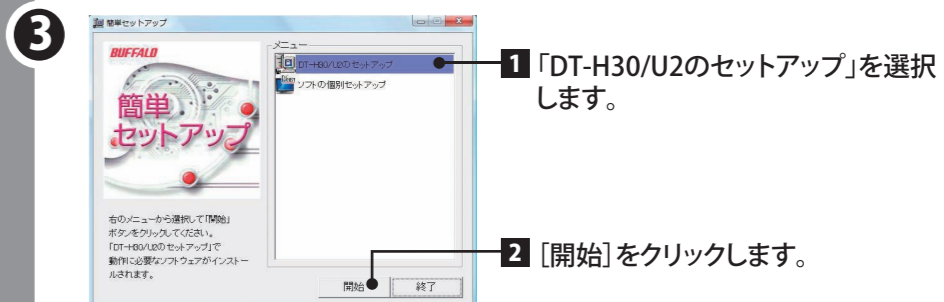 3
簡単セットアップ
BUFFALO
簡単
セットアップ
右のメニューから選択して「開始」
ボタンをクリックしてください。
「DT-H30/U2のセットアップ」で
動作に必要なソフトウェアがインストー
ルされます。
メニュー
DT-H30/U2のセットアップ
ソフトの個別セットアップ
開始
終了
1 「DT-H30/U2のセットアップ」を選択
します。
2 [開始]をクリックします。